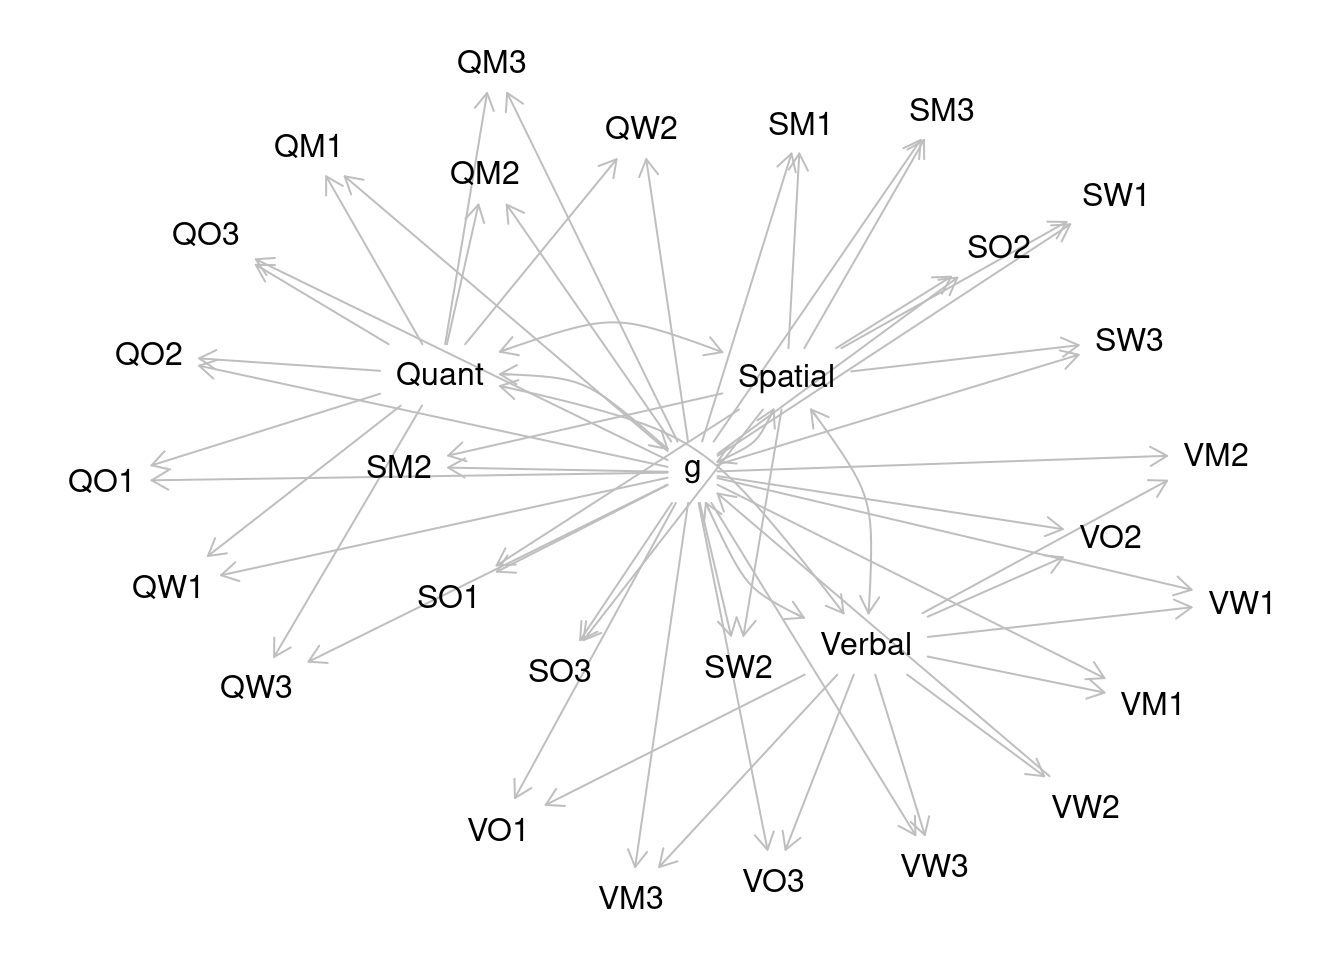 QM3
SM3
SM1
QW2
QM1
QM2
SW1
QO3
SO2
SW3
QO2
Quant
Spatial
VM2
SM2
g
QO1
VO2
QW1
SO1
VW1
Verbal
SW2
SO3
QW3
VM1
VW2
VO1
VW3
VO3
VM3